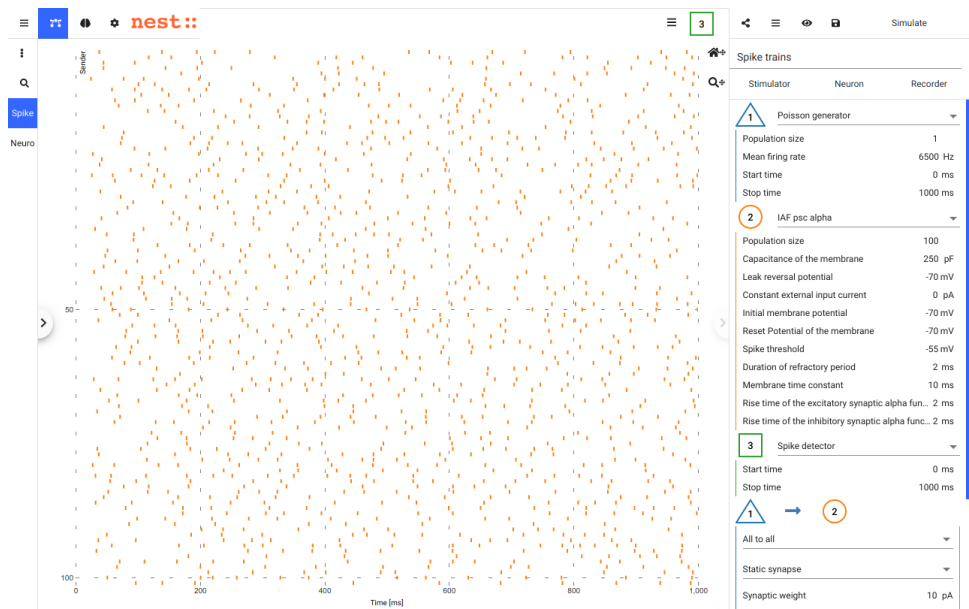 nest::
3
Simulate
Spike
Neuro
Sender
50
100
0
200
400
600
800
1,000
Time [ms]
Spike trains
Stimulator Neuron Recorder
1 Poisson generator
Population size 1
Mean firing rate 6500 Hz
Start time 0 ms
Stop time 1000 ms
2 IAF psc alpha
Population size 100
Capacitance of the membrane 250 pF
Leak reversal potential -70 mV
Constant external input current 0 pA
Initial membrane potential -70 mV
Reset Potential of the membrane -70 mV
Spike threshold -55 mV
Duration of refractory period 2 ms
Membrane time constant 10 ms
Rise time of the excitatory synaptic alpha fun... 2 ms
Rise time of the inhibitory synaptic alpha func... 2 ms
3 Spike detector
Start time 0 ms
Stop time 1000 ms
1 2
All to all
Static synapse
Synaptic weight 10 pA